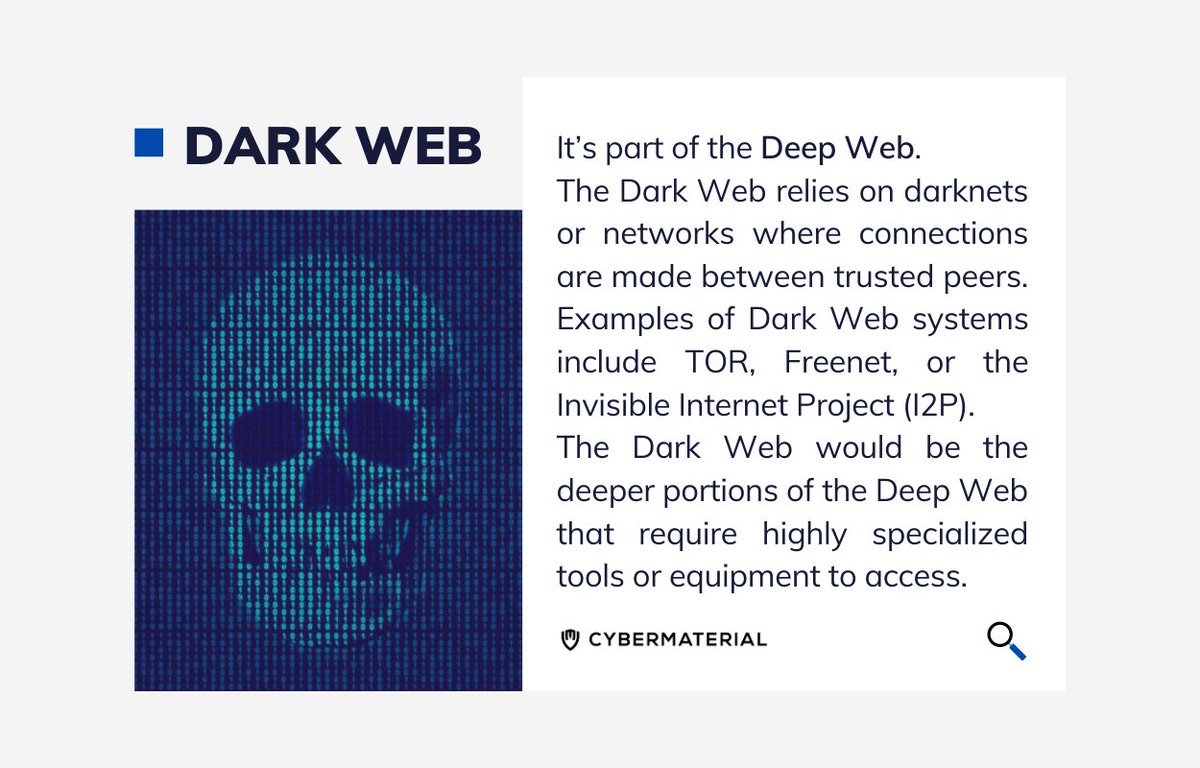 DARK WEB
It’s part of the Deep Web.
The Dark Web relies on darknets
or networks where connections
are made between trusted peers.
Examples of Dark Web systems
include TOR, Freenet, or the
Invisible Internet Project (I2P).
The Dark Web would be the
deeper portions of the Deep Web
that require highly specialized
tools or equipment to access.
CYBERMATERIAL